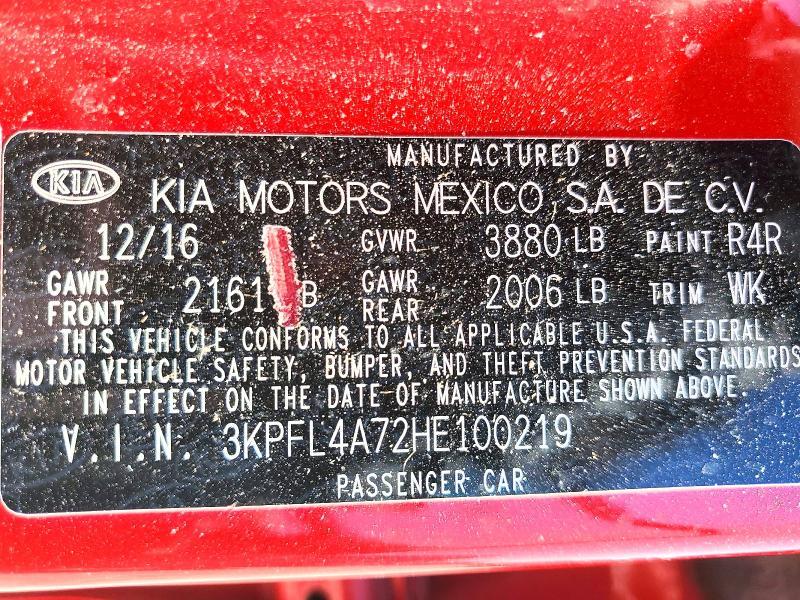 MANUFACTURED BY
KIA KIA MOTORS MEXICO, S.A. DE C.V.
12/16 GVWR 3880 LB PAINT R4R
GAWR FRONT 2161 B GAWR REAR 2006 LB TRIM WK
THIS VEHICLE CONFORMS TO ALL APPLICABLE U.S.A. FEDERAL
MOTOR VEHICLE SAFETY, BUMPER, AND THEFT PREVENTION STANDARDS
IN EFFECT ON THE DATE OF MANUFACTURE SHOWN ABOVE.
V.I.N. 3KPFL4A72HE100219
PASSENGER CAR